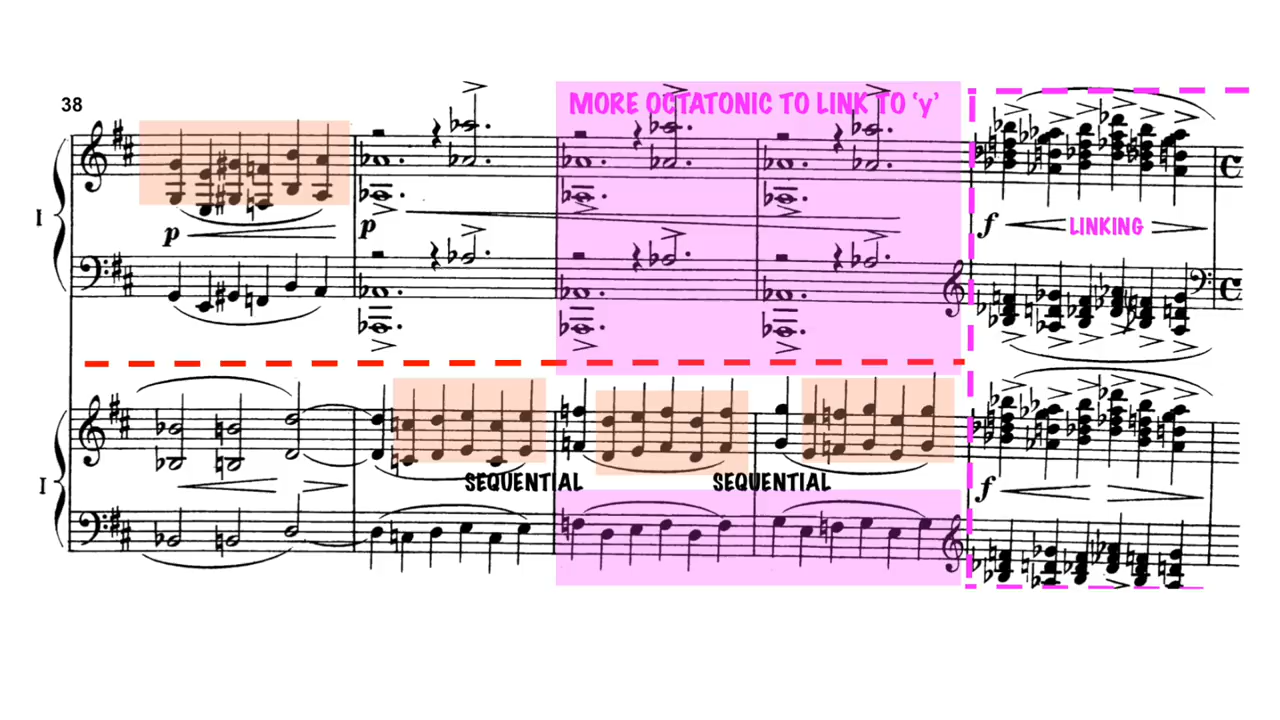 38
MORE OCTATONIC TO LINK TO ‘y’
I
p
p
f
LINKING
I
SEQUENTIAL
SEQUENTIAL
f